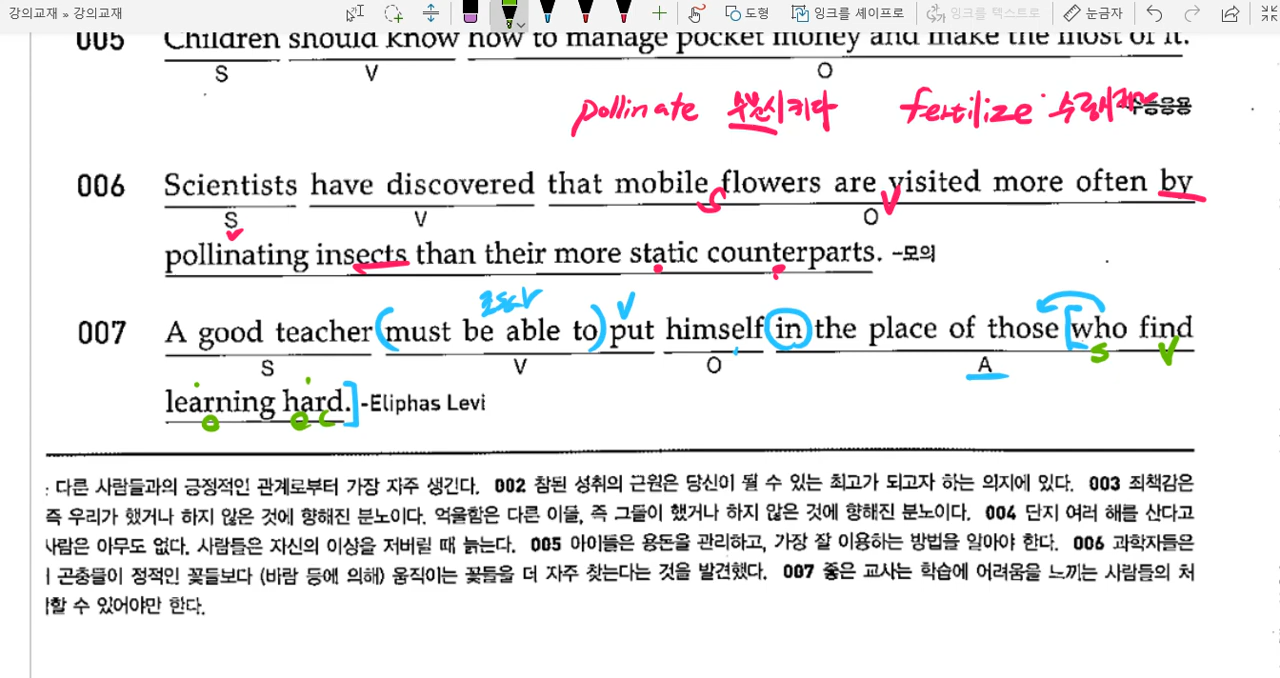 강의교재 » 강의교재
도형 잉크를 셰이프로 잉크를 텍스트로 눈금자
005 Children should know how to manage pocket money and make the most of it.
S V O
pollinate 수분시키다 fertilize
수능응용
006 Scientists have discovered that mobile flowers are visited more often by
S V S O V
pollinating insects than their more static counterparts. -모의
조동사 V
007 A good teacher (must be able to) put himself in the place of those [who find
S V O A S V
learning hard.] -Eliphas Levi
O OC
: 다른 사람들과의 긍정적인 관계로부터 가장 자주 생긴다. 002 참된 성취의 근원은 당신이 될 수 있는 최고가 되고자 하는 의지에 있다. 003 죄책감은
즉 우리가 했거나 하지 않은 것에 향해진 분노이다. 억울함은 다른 이들, 즉 그들이 했거나 하지 않은 것에 향해진 분노이다. 004 단지 여러 해를 산다고
사람은 아무도 없다. 사람들은 자신의 이상을 저버릴 때 늙는다. 005 아이들은 용돈을 관리하고, 가장 잘 이용하는 방법을 알아야 한다. 006 과학자들은
곤충들이 정적인 꽃들보다 (바람 등에 의해) 움직이는 꽃들을 더 자주 찾는다는 것을 발견했다. 007 좋은 교사는 학습에 어려움을 느끼는 사람들의 처
할 수 있어야만 한다.